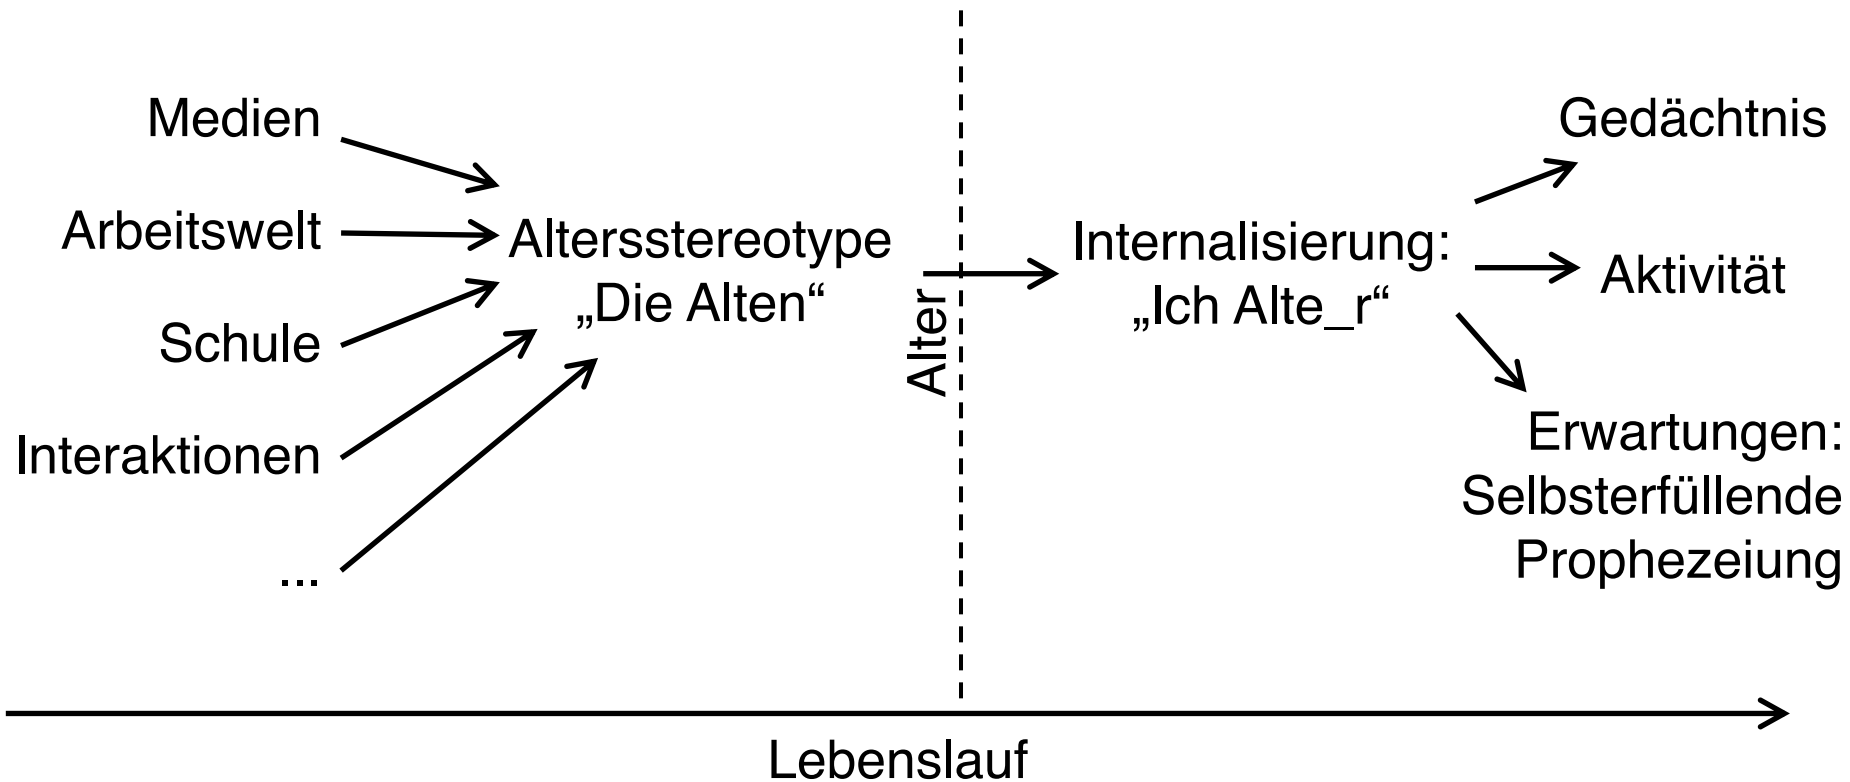 Medien
Arbeitswelt
Schule
Interaktionen
...
Altersstereotype
„Die Alten“
Alter
Internalisierung:
„Ich Alte_r“
Gedächtnis
Aktivität
Erwartungen:
Selbsterfüllende
Prophezeiung
Lebenslauf